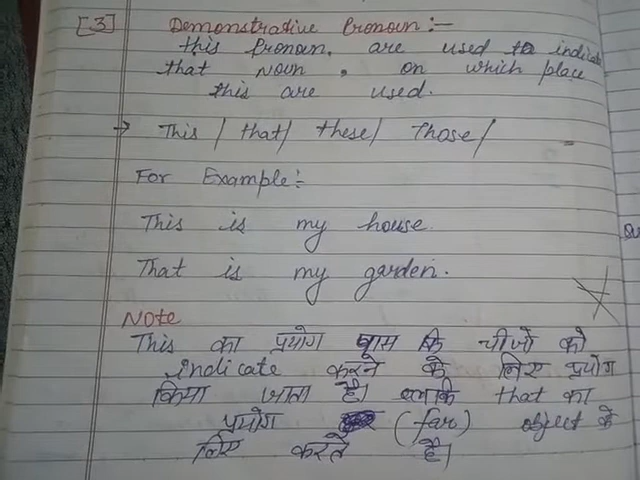 [3] Demonstrative Pronoun :-
this Pronoun. are used to indicate
that Noun . on which place
this are used.
→ This / that / these / Those /
For Example :-
This is my house.
That is my garden.
Note
This का प्रयोग पास कि चीजों को
indicate करने के लिए प्रयोग
किया जाता है। जबकि that का
प्रयोग (far) object के
लिए करते है।